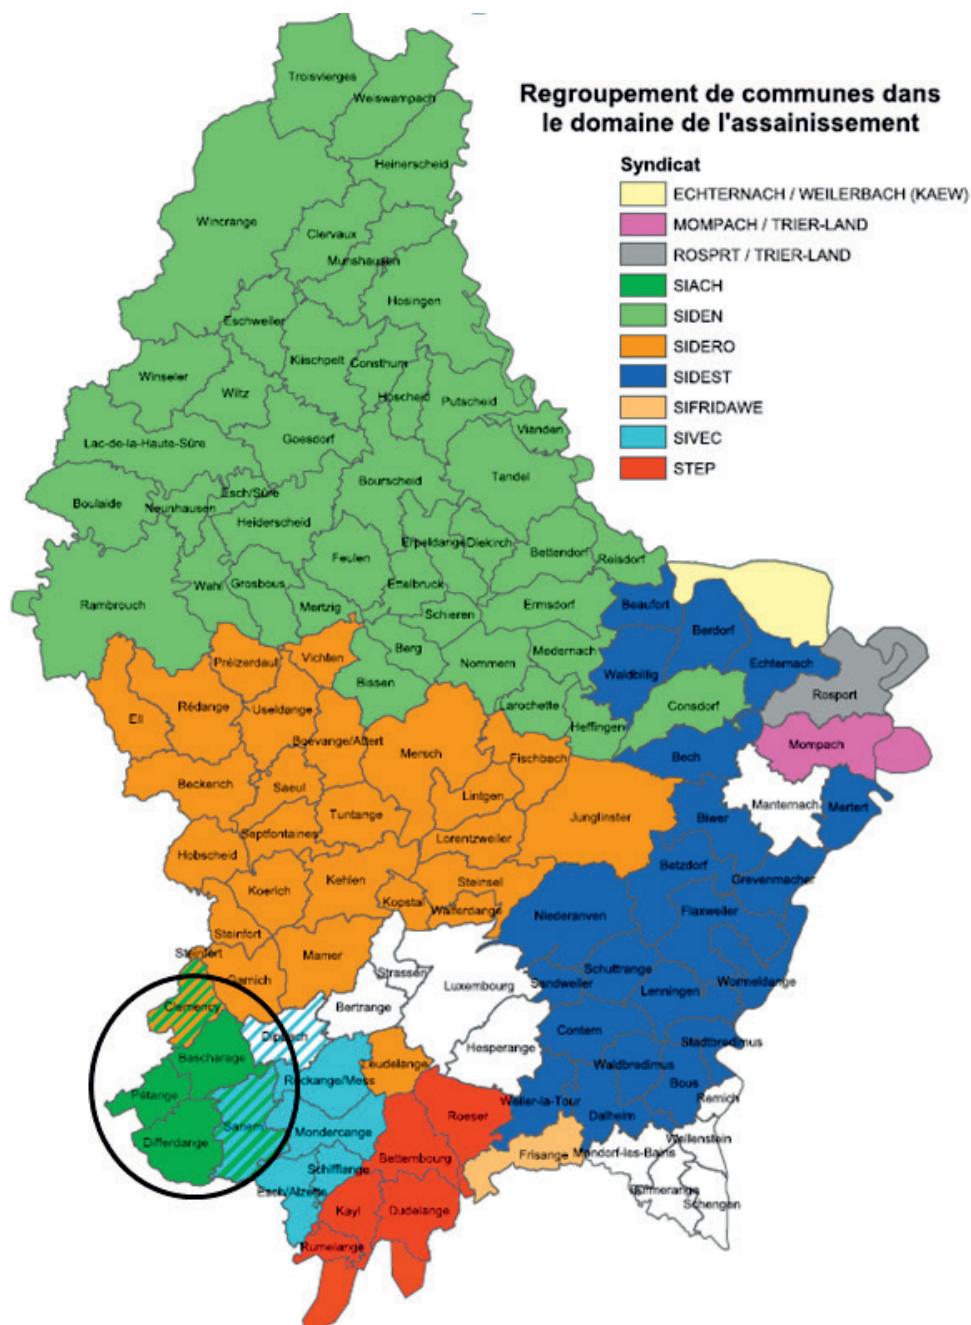 Regroupement de communes dans
le domaine de l'assainissement
Syndicat
ECHTERNACH / WEILERBACH (KAEW)
MOMPACH / TRIER-LAND
ROSPRT / TRIER-LAND
SIACH
SIDEN
SIDERO
SIDEST
SIFRIDAWE
SIVEC
STEP
Troisvierges
Weiswampach
Heinerscheid
Wincrange
Clervaux
Munshausen
Hosingen
Eschweiler
Kiischpelt
Consthum
Winseler
Wiltz
Hoscheid
Putscheid
Vianden
Lac-de-la-Haute-Sûre
Goesdorf
Tandel
Bourscheid
Boulaide
Neunhausen
Esch/Sûre
Heiderscheid
Erpeldange
Diekirch
Bettendorf
Reisdorf
Feulen
Rambrouch
Wahl
Grosbous
Ettelbruck
Mertzig
Schieren
Ermsdorf
Beaufort
Berdorf
Préizerdaul
Vichten
Berg
Nommern
Medernach
Waldbillig
Echternach
Bissen
Larochette
Consdorf
Rosport
Ell
Rédange
Useldange
Heffingen
Boevange/Attert
Mersch
Fischbach
Bech
Mompach
Beckerich
Saeul
Lintgen
Manternach
Mertert
Tuntange
Junglinster
Biwer
Septfontaines
Lorentzweiler
Hobscheid
Betzdorf
Grevenmacher
Koerich
Kehlen
Steinsel
Kopstal
Walferdange
Niederanven
Flaxweiler
Steinfort
Steinfort
Mamer
Garnich
Strassen
Luxembourg
Schuttrange
Sandweiler
Lenningen
Wormeldange
Clemency
Bertrange
Dippach
Hesperange
Contern
Stadtbredimus
Bascharage
Leudelange
Waldbredimus
Reckange/Mess
Bous
Pétange
Weiler-la-Tour
Remich
Sanem
Roeser
Dalheim
Differdange
Mondercange
Wellenstein
Bettembourg
Frisange
Mondorf-les-Bains
Schifflange
Esch/Alzette
Schengen
Kayl
Dudelange
Rumelange